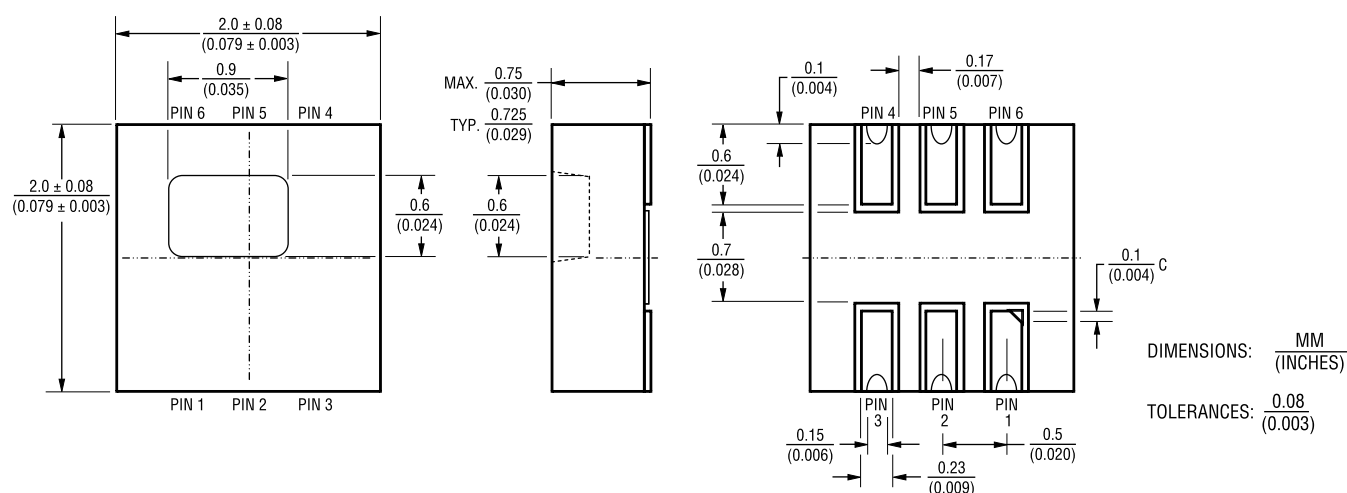 2.0 ± 0.08
(0.079 ± 0.003)
0.9
(0.035)
PIN 6 PIN 5 PIN 4
2.0 ± 0.08
(0.079 ± 0.003)
0.6
(0.024)
PIN 1 PIN 2 PIN 3
MAX. 0.75
(0.030)
TYP. 0.725
(0.029)
0.6
(0.024)
0.1
(0.004)
0.17
(0.007)
PIN 4 PIN 5 PIN 6
0.6
(0.024)
0.7
(0.028)
0.1
(0.004) C
PIN 3
PIN 2
PIN 1
0.15
(0.006)
0.5
(0.020)
0.23
(0.009)
DIMENSIONS: MM
(INCHES)
TOLERANCES: 0.08
(0.003)